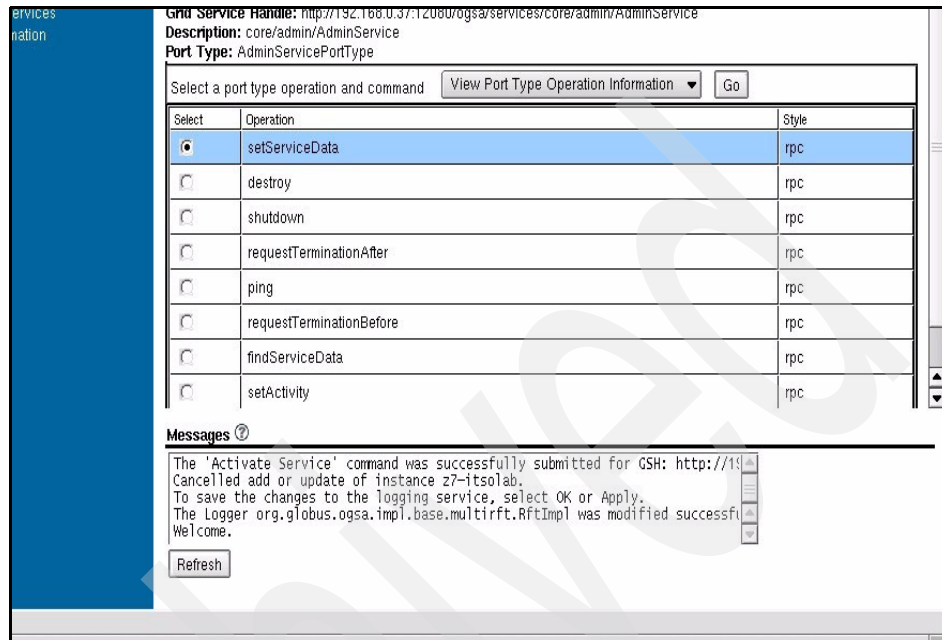 ervices
nation
Grid Service Handle: http://192.168.0.37:12080/ogsa/services/core/admin/AdminService
Description: core/admin/AdminService
Port Type: AdminServicePortType
Select a port type operation and command View Port Type Operation Information Go
Select Operation Style
setServiceData rpc
destroy rpc
shutdown rpc
requestTerminationAfter rpc
ping rpc
requestTerminationBefore rpc
findServiceData rpc
setActivity rpc
Messages
The 'Activate Service' command was successfully submitted for GSH: http://19
Cancelled add or update of instance z7-itsolab.
To save the changes to the logging service, select OK or Apply.
The Logger org.globus.ogsa.impl.base.multirft.RftImpl was modified successfu
Welcome.
Refresh